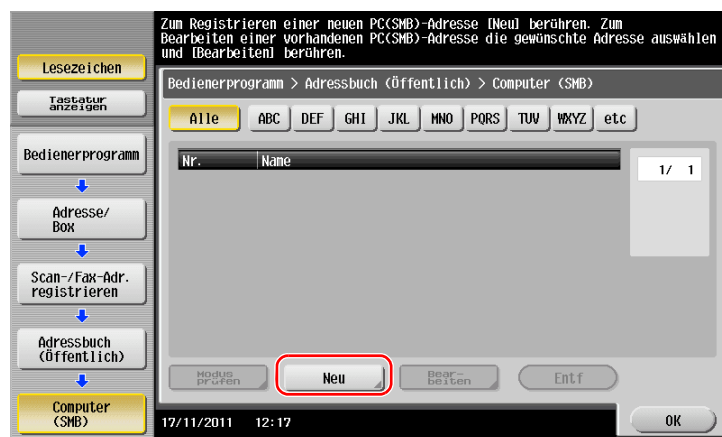 Zum Registrieren einer neuen PC(SMB)-Adresse [Neu] berühren. Zum
Bearbeiten einer vorhandenen PC(SMB)-Adresse die gewünschte Adresse auswählen
und [Bearbeiten] berühren.
Lesezeichen
Tastatur
anzeigen
Bedienerprogramm
Adresse/
Box
Scan-/Fax-Adr.
registrieren
Adressbuch
(Öffentlich)
Computer
(SMB)
Bedienerprogramm > Adressbuch (Öffentlich) > Computer (SMB)
Alle ABC DEF GHI JKL MNO PQRS TUV WXYZ etc
Nr. Name
1/ 1
Modus
prüfen
Neu
Bear-
beiten
Entf
17/11/2011 12:17
OK